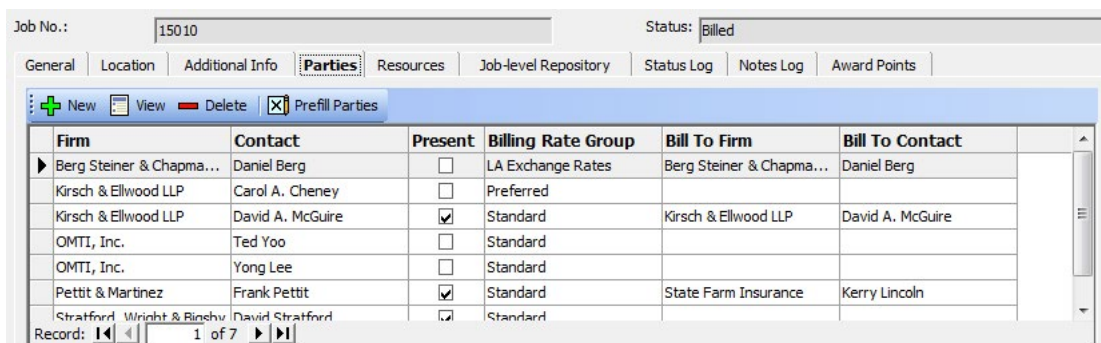 Job No.: 15010 Status: Billed
General Location Additional Info Parties Resources Job-level Repository Status Log Notes Log Award Points
New View Delete Prefill Parties
Firm Contact Present Billing Rate Group Bill To Firm Bill To Contact
Berg Steiner & Chapma... Daniel Berg LA Exchange Rates Berg Steiner & Chapma... Daniel Berg
Kirsch & Ellwood LLP Carol A. Cheney Preferred
Kirsch & Ellwood LLP David A. McGuire Standard Kirsch & Ellwood LLP David A. McGuire
OMTI, Inc. Ted Yoo Standard
OMTI, Inc. Yong Lee Standard
Pettit & Martinez Frank Pettit Standard State Farm Insurance Kerry Lincoln
Stratford, Wright & Bigsby David Stratford Standard
Record: 1 of 7